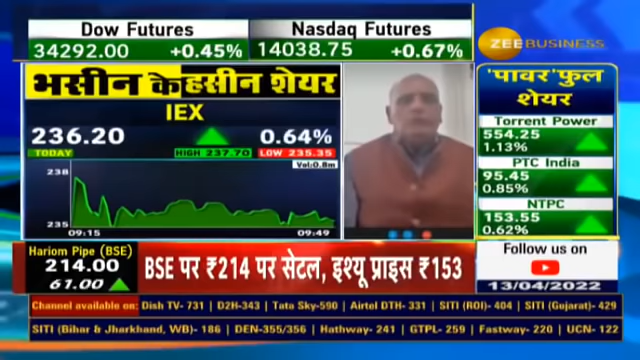 Dow Futures
34292.00 +0.45%
Nasdaq Futures
14038.75 +0.67%
ZEE BUSINESS
भसीन के हसीन शेयर
IEX
236.20 0.64%
TODAY HIGH 237.70 LOW 235.35
Vol:0.8m
238
235
09:15 09:49
'पावर'फुल
शेयर
Torrent Power
554.25
1.13%
PTC India
95.45
0.85%
NTPC
153.55
0.62%
Hariom Pipe (BSE)
214.00
61.00
BSE पर ₹214 पर सेटल, इश्यू प्राइस ₹153
Follow us on
13/04/2022
Channel available on: Dish TV- 731 | D2H-343 | Tata Sky-590 | Airtel DTH- 331 | SITI (ROI)- 404 | SITI (Gujarat)- 429
SITI (Bihar & Jharkhand, WB)- 186 | DEN-355/356 | Hathway- 241 | GTPL- 259 | Fastway- 220 | UCN- 122